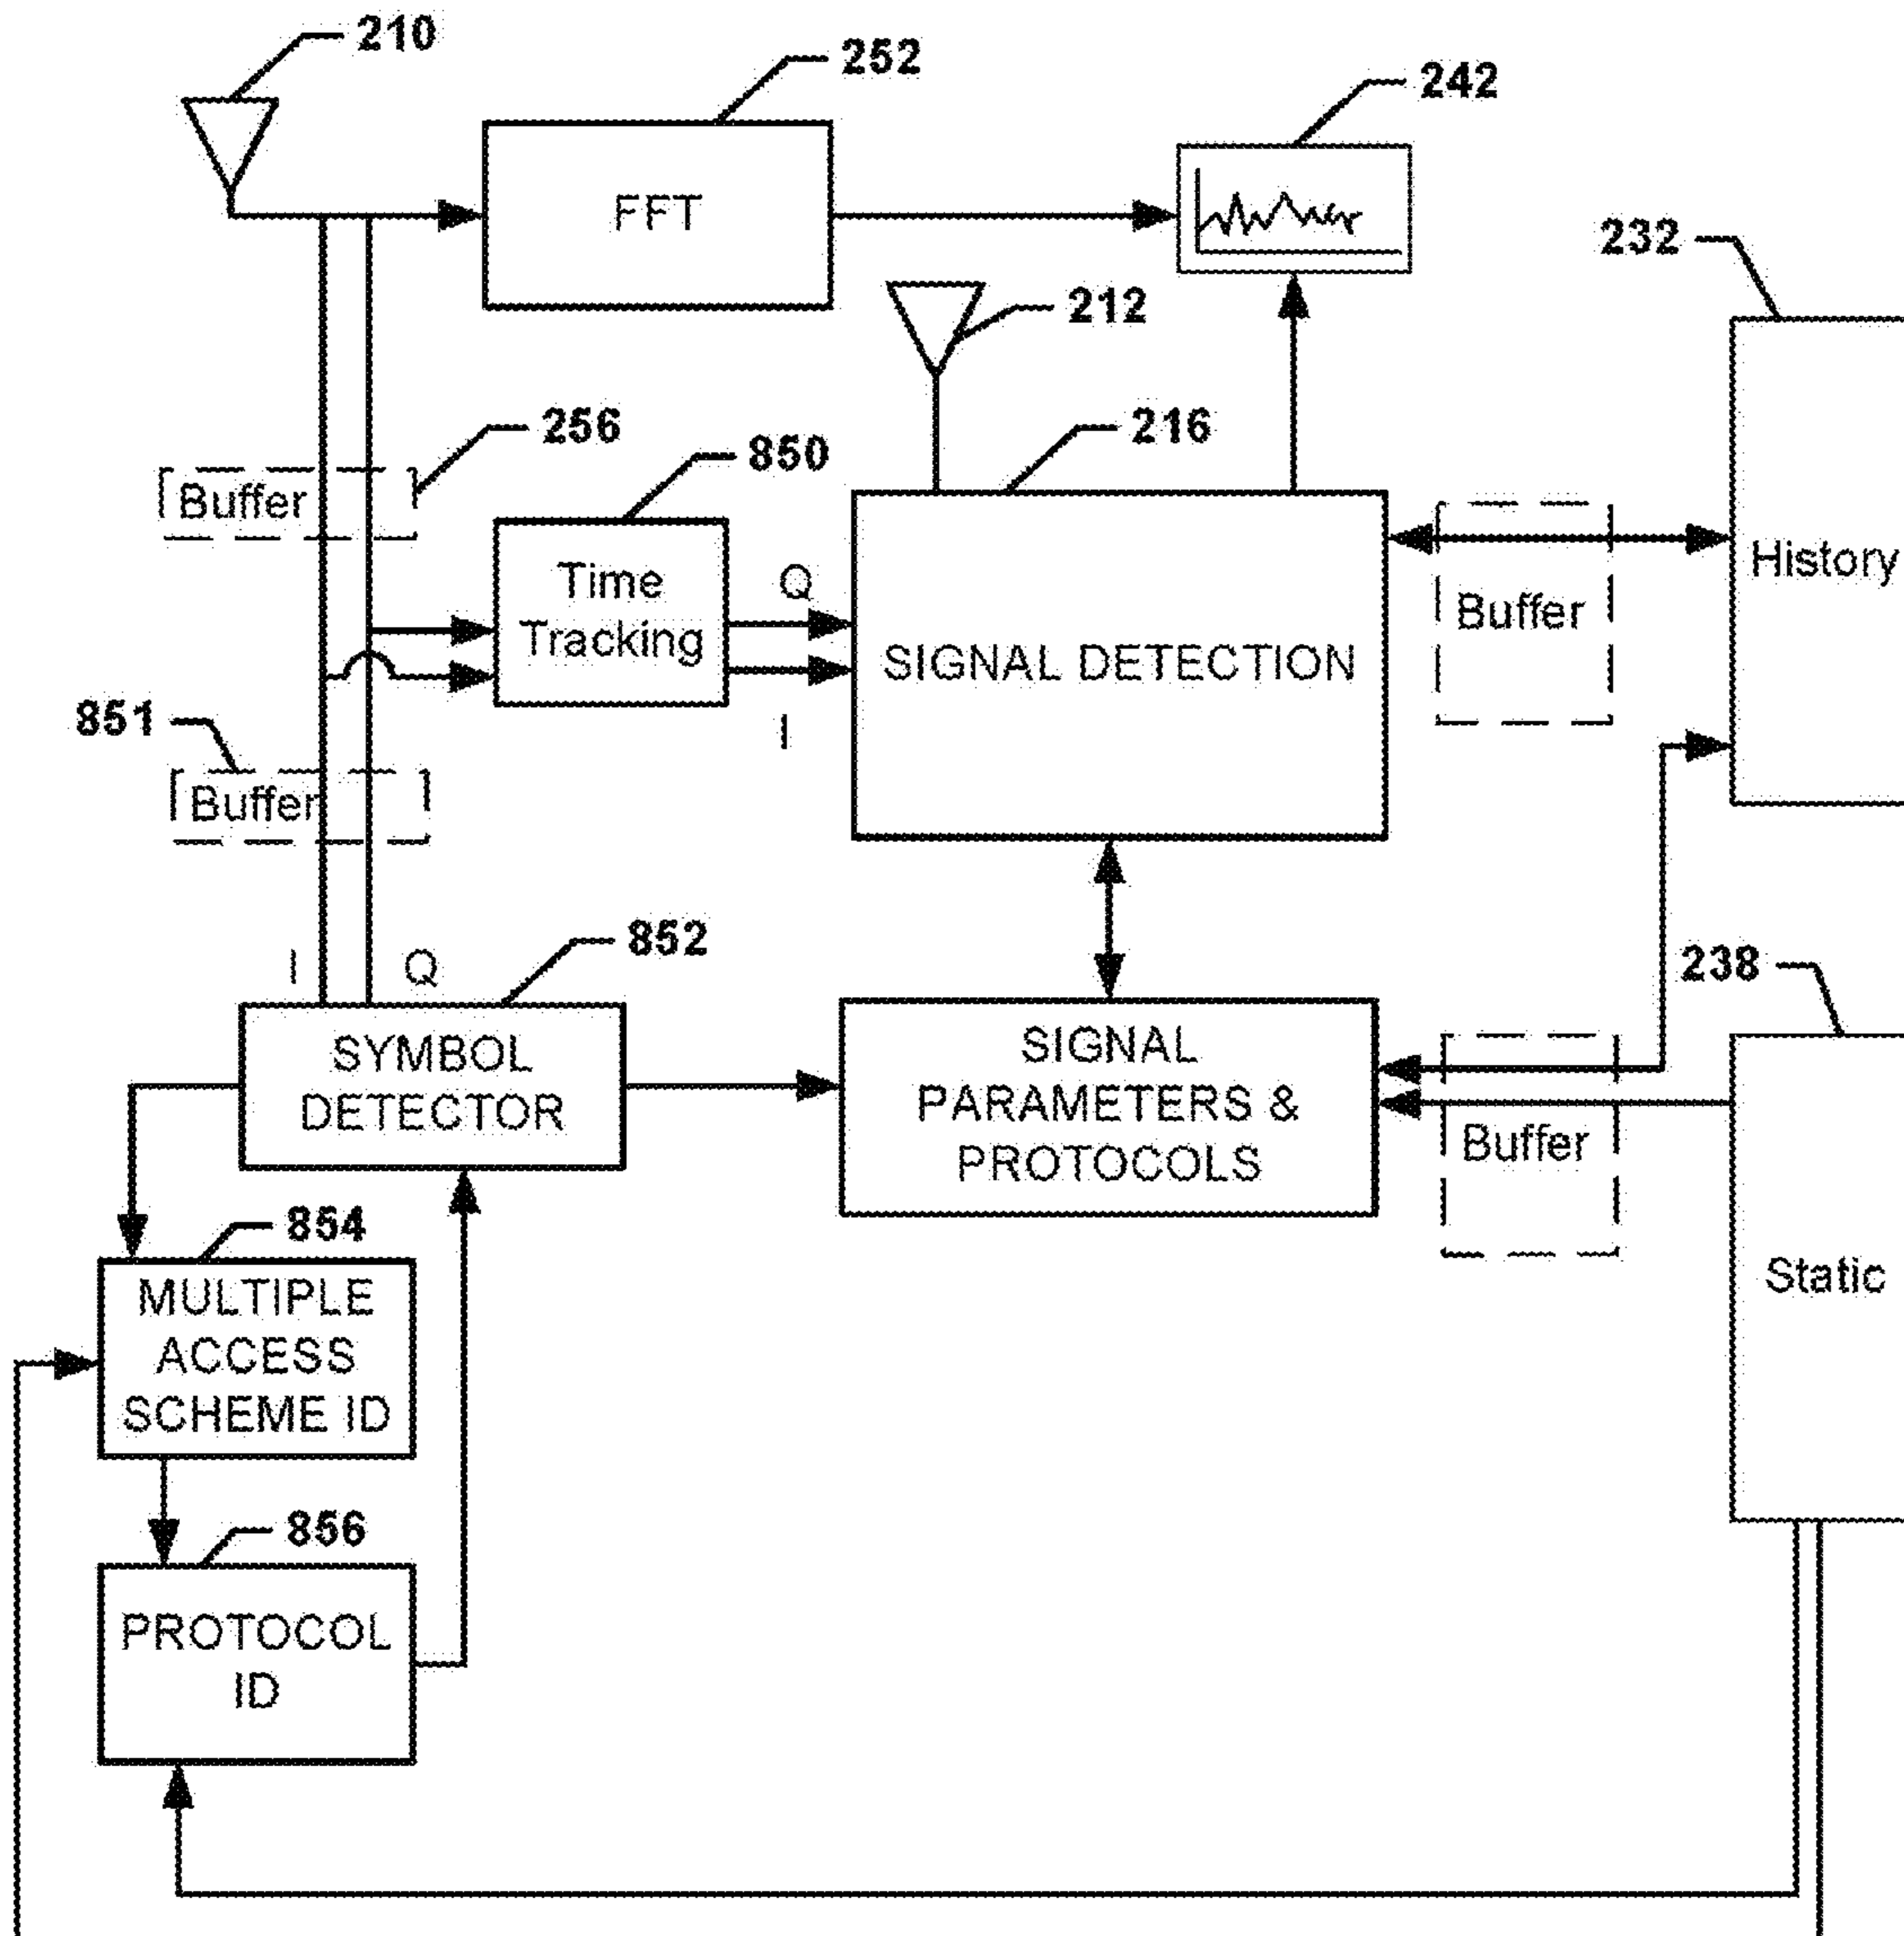 210
252
242
FFT
232
212
256
850
216
Buffer
Time
Tracking
Q
I
SIGNAL DETECTION
Buffer
History
851
Buffer
I
Q
852
238
SYMBOL
DETECTOR
SIGNAL
PARAMETERS &
PROTOCOLS
Buffer
Static
854
MULTIPLE
ACCESS
SCHEME ID
856
PROTOCOL
ID